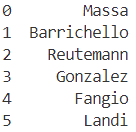 0 Massa
1 Barrichello
2 Reutemann
3 Gonzalez
4 Fangio
5 Landi